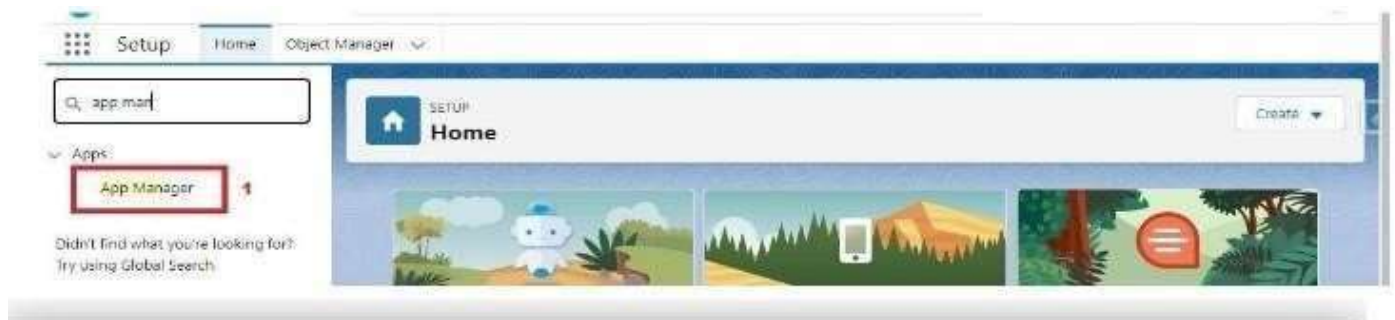 Setup Home Object Manager
app man
SETUP
Home
Create
Apps
App Manager 1
Didn't find what you're looking for?
Try using Global Search